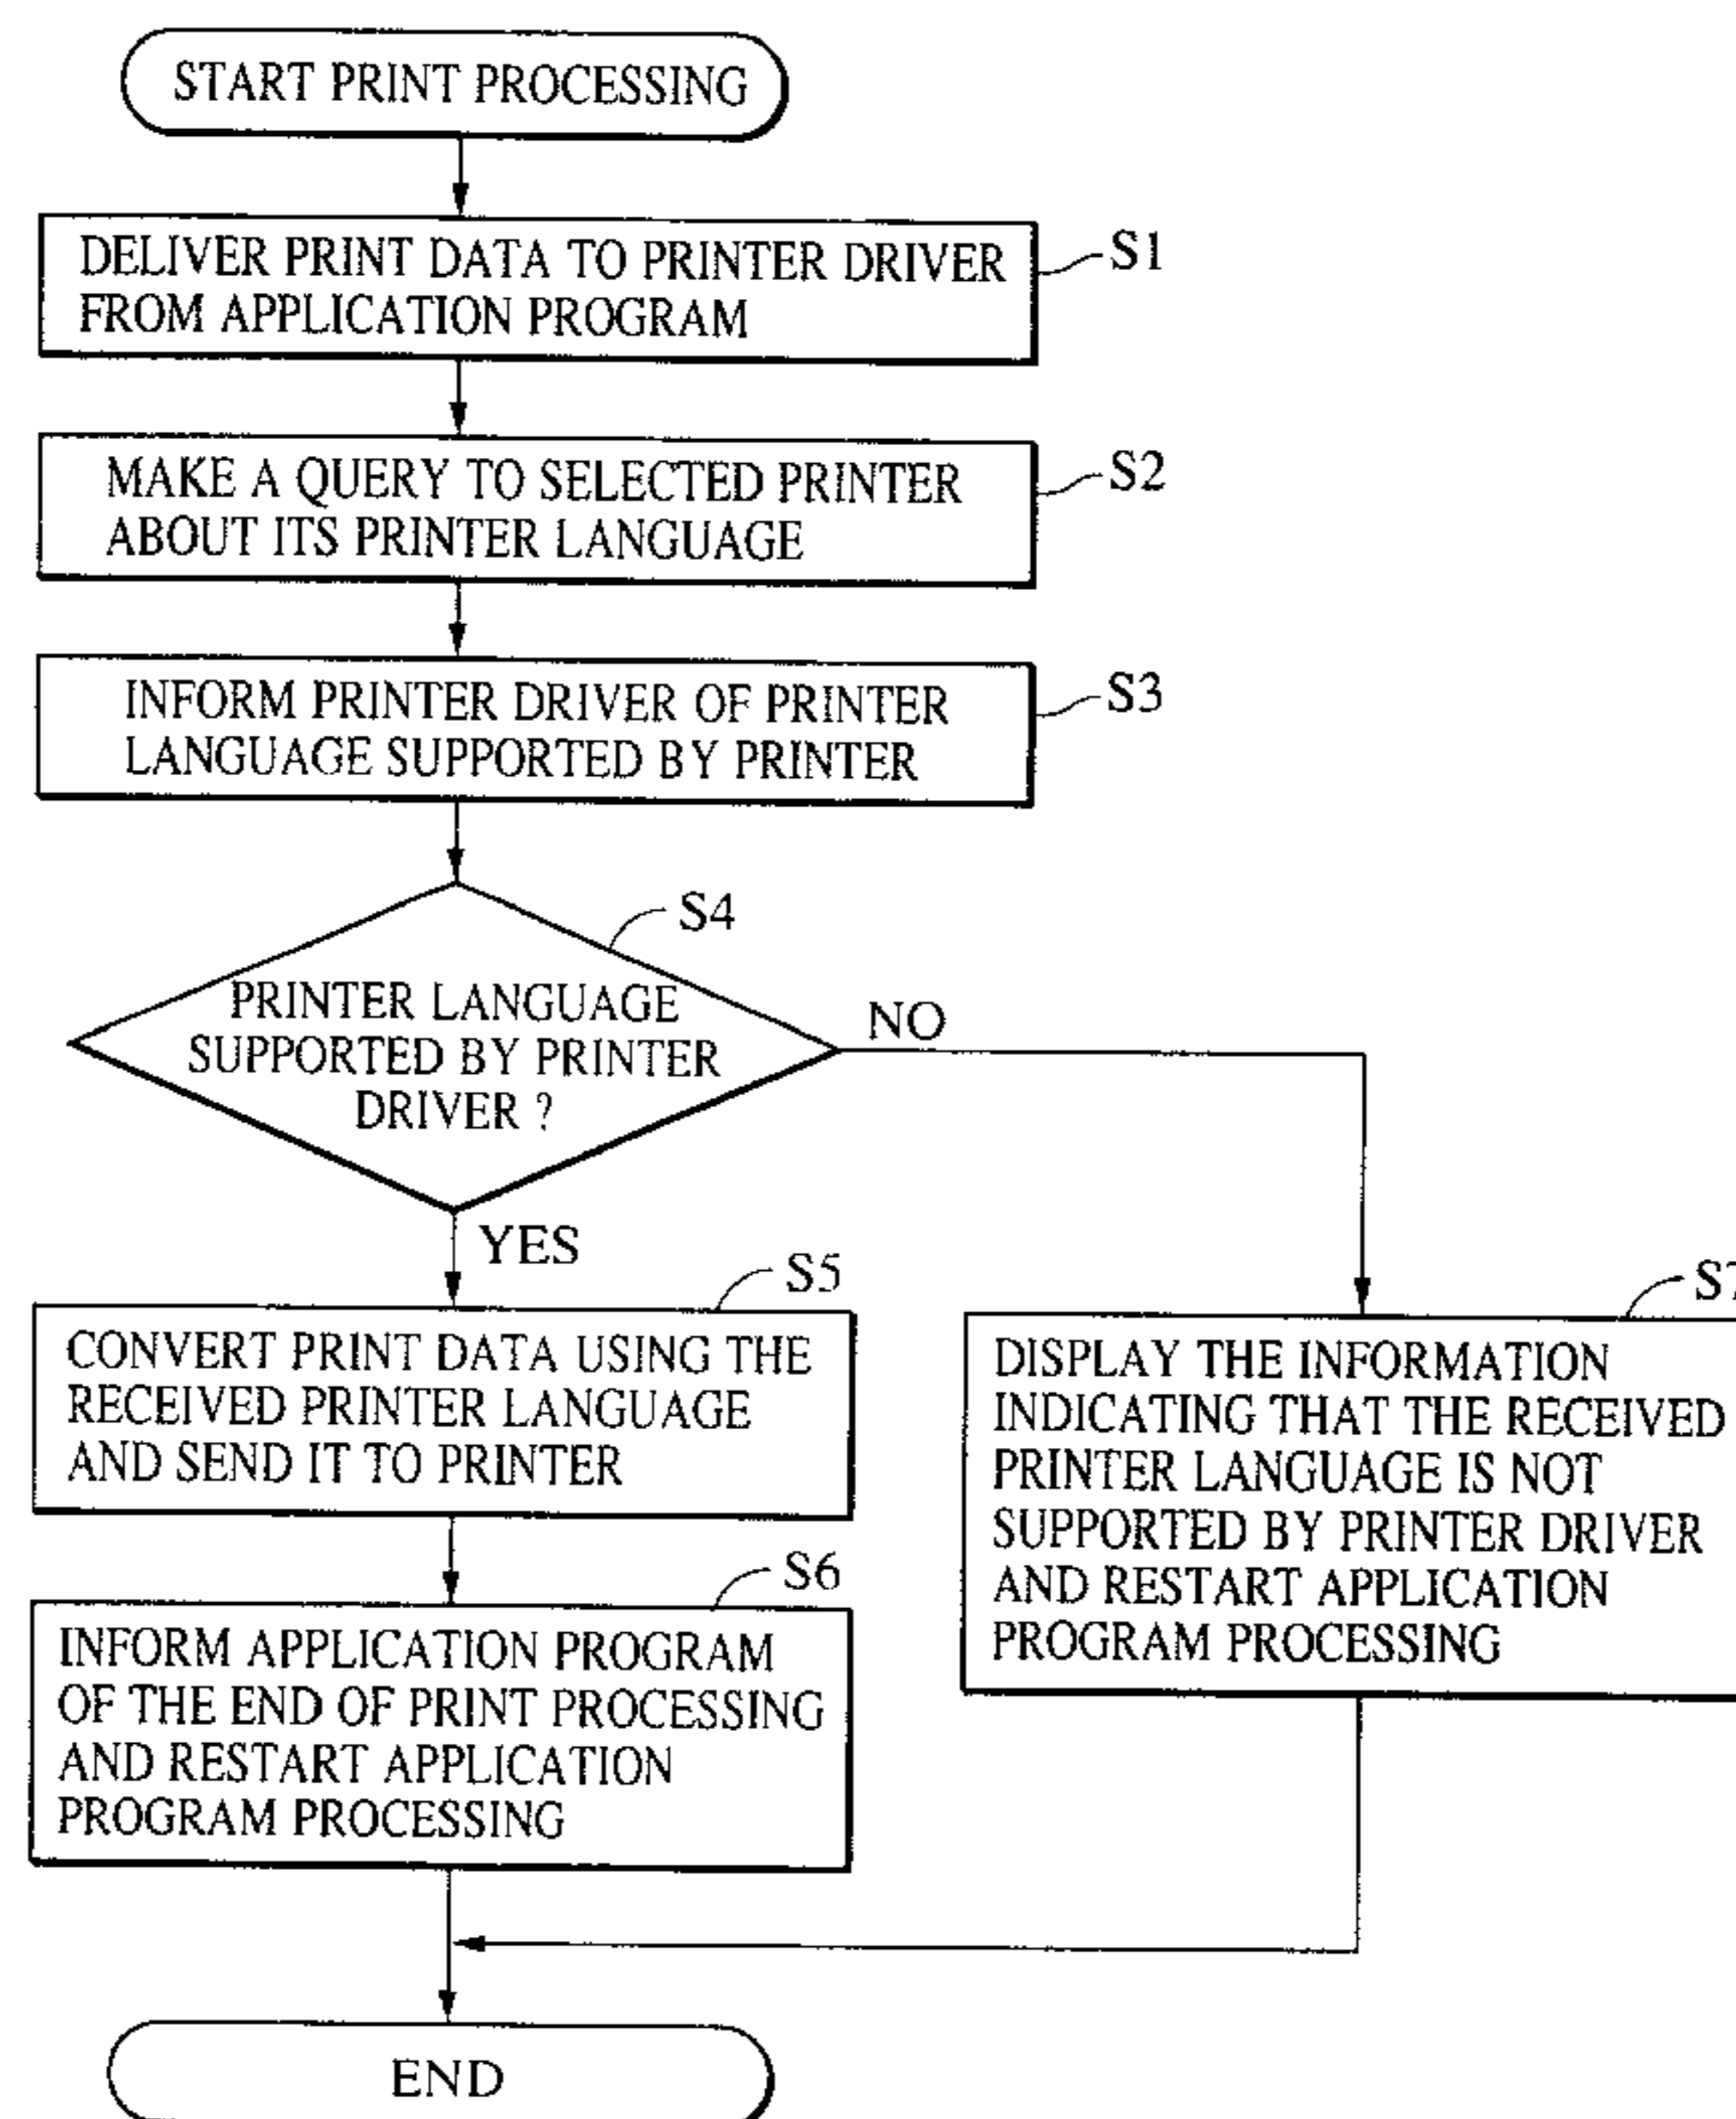 START PRINT PROCESSING
DELIVER PRINT DATA TO PRINTER DRIVER
FROM APPLICATION PROGRAM
S1
MAKE A QUERY TO SELECTED PRINTER
ABOUT ITS PRINTER LANGUAGE
S2
INFORM PRINTER DRIVER OF PRINTER
LANGUAGE SUPPORTED BY PRINTER
S3
S4
PRINTER LANGUAGE
SUPPORTED BY PRINTER
DRIVER ?
NO
YES
S5
CONVERT PRINT DATA USING THE
RECEIVED PRINTER LANGUAGE
AND SEND IT TO PRINTER
S6
INFORM APPLICATION PROGRAM
OF THE END OF PRINT PROCESSING
AND RESTART APPLICATION
PROGRAM PROCESSING
S7
DISPLAY THE INFORMATION
INDICATING THAT THE RECEIVED
PRINTER LANGUAGE IS NOT
SUPPORTED BY PRINTER DRIVER
AND RESTART APPLICATION
PROGRAM PROCESSING
END